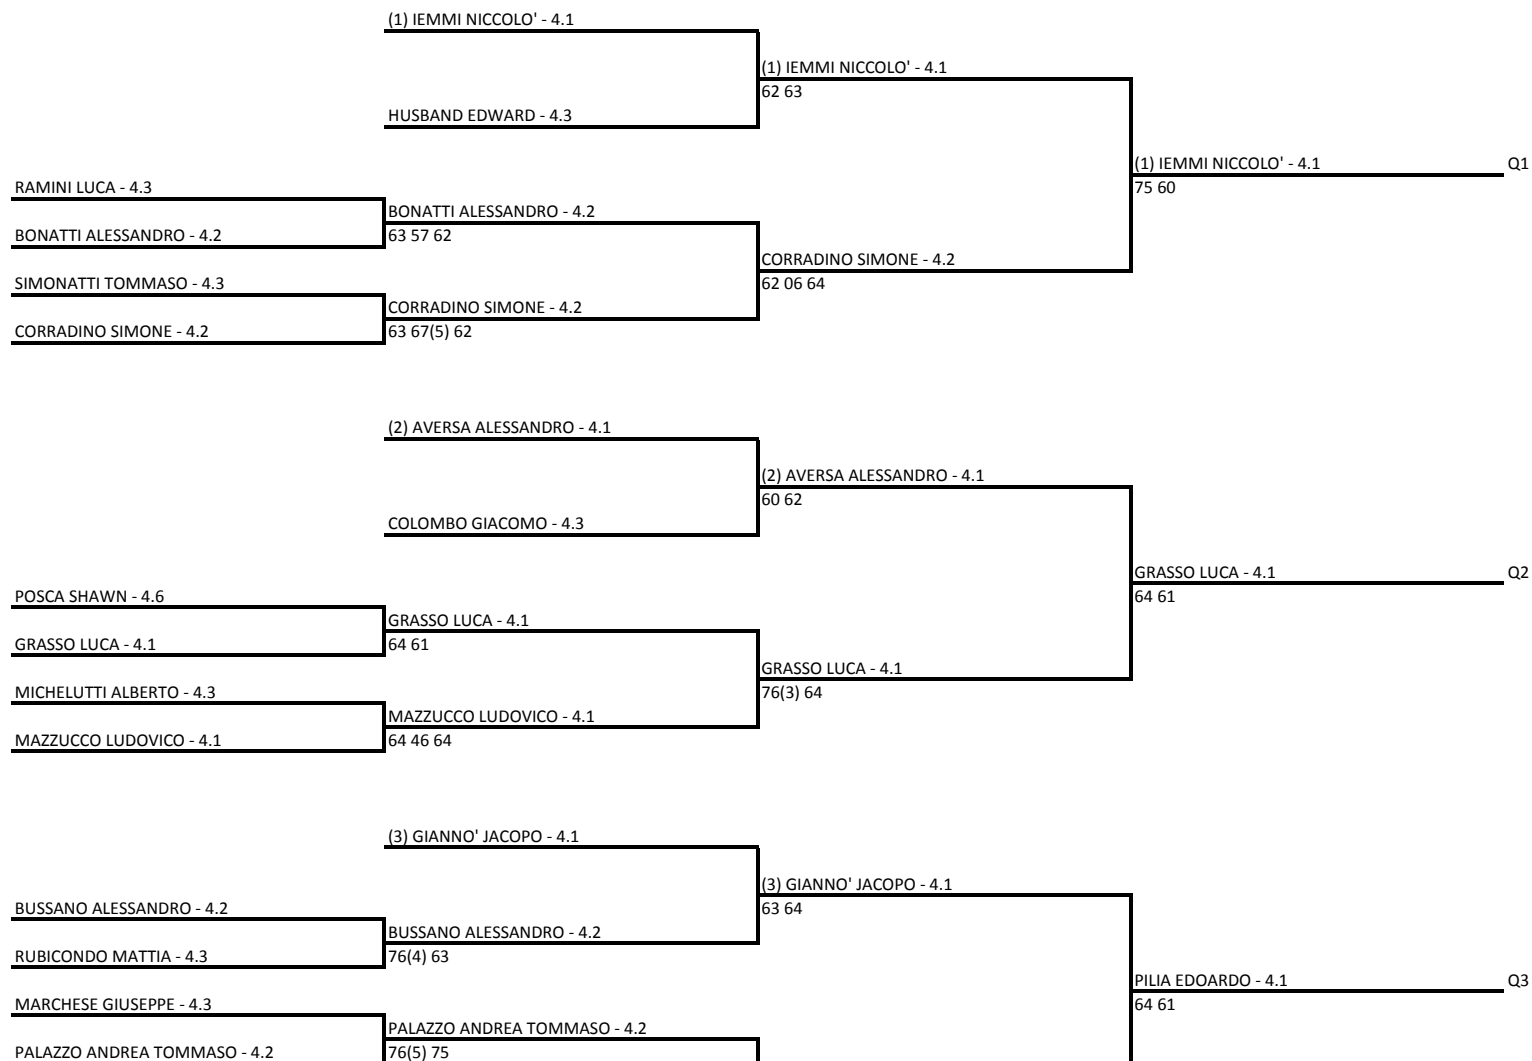 (1) IEMMI NICCOLO' - 4.1
(1) IEMMI NICCOLO' - 4.1
62 63
HUSBAND EDWARD - 4.3
(1) IEMMI NICCOLO' - 4.1 Q1
75 60
RAMINI LUCA - 4.3
BONATTI ALESSANDRO - 4.2
BONATTI ALESSANDRO - 4.2
63 57 62
CORRADINO SIMONE - 4.2
62 06 64
SIMONATTI TOMMASO - 4.3
CORRADINO SIMONE - 4.2
CORRADINO SIMONE - 4.2
63 67(5) 62
(2) AVERSA ALESSANDRO - 4.1
(2) AVERSA ALESSANDRO - 4.1
60 62
COLOMBO GIACOMO - 4.3
GRASSO LUCA - 4.1 Q2
64 61
POSCA SHAWN - 4.6
GRASSO LUCA - 4.1
GRASSO LUCA - 4.1
64 61
GRASSO LUCA - 4.1
76(3) 64
MICHELUTTI ALBERTO - 4.3
MAZZUCCO LUDOVICO - 4.1
MAZZUCCO LUDOVICO - 4.1
64 46 64
(3) GIANNO' JACOPO - 4.1
(3) GIANNO' JACOPO - 4.1
63 64
BUSSANO ALESSANDRO - 4.2
BUSSANO ALESSANDRO - 4.2
RUBICONDO MATTIA - 4.3
76(4) 63
PILIA EDOARDO - 4.1 Q3
64 61
MARCHESE GIUSEPPE - 4.3
PALAZZO ANDREA TOMMASO - 4.2
PALAZZO ANDREA TOMMASO - 4.2
76(5) 75